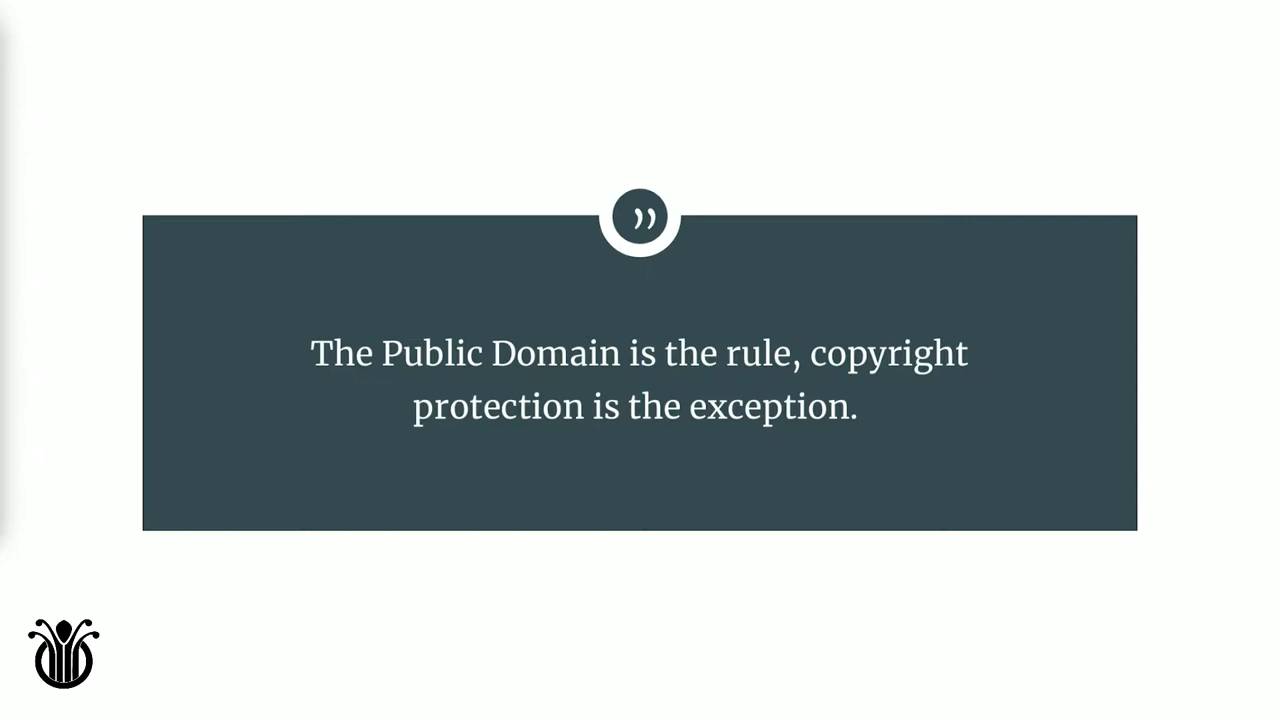 ”
The Public Domain is the rule, copyright
protection is the exception.